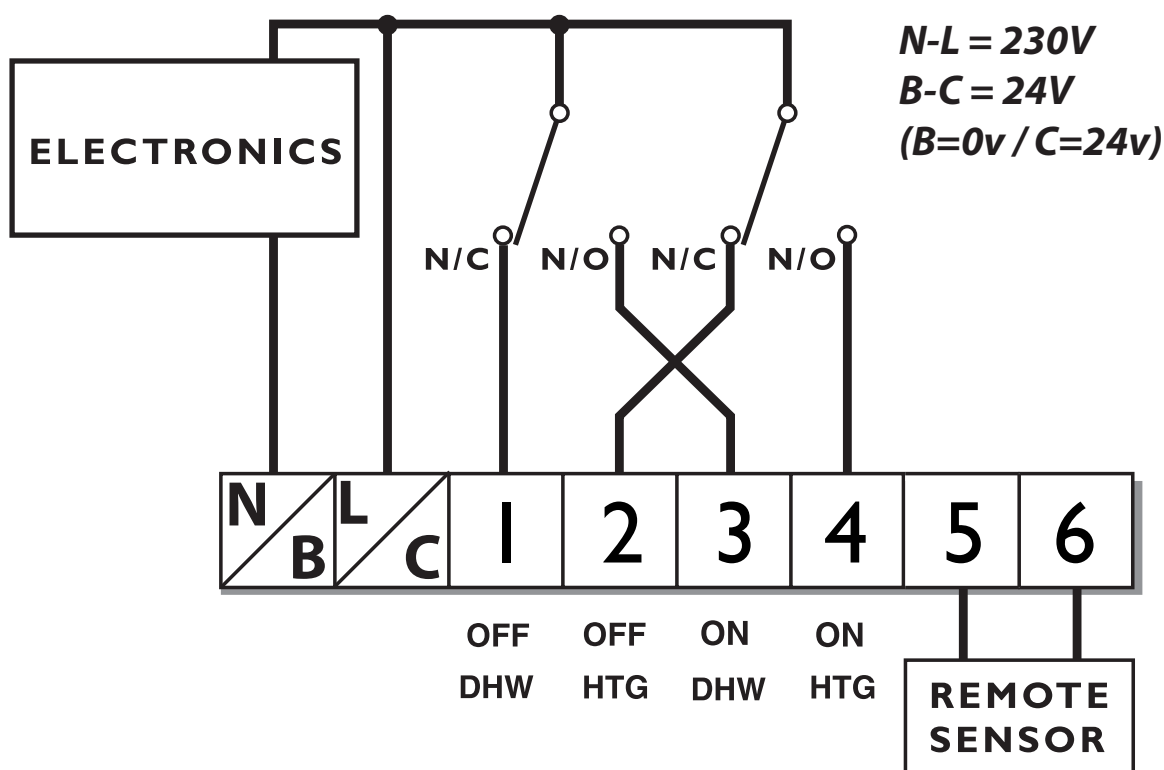 N-L = 230V
B-C = 24V
(B=0v / C=24v)
ELECTRONICS
N/C N/O N/C N/O
N B L C 1 2 3 4 5 6
OFF OFF ON ON
DHW HTG DHW HTG
REMOTE
SENSOR